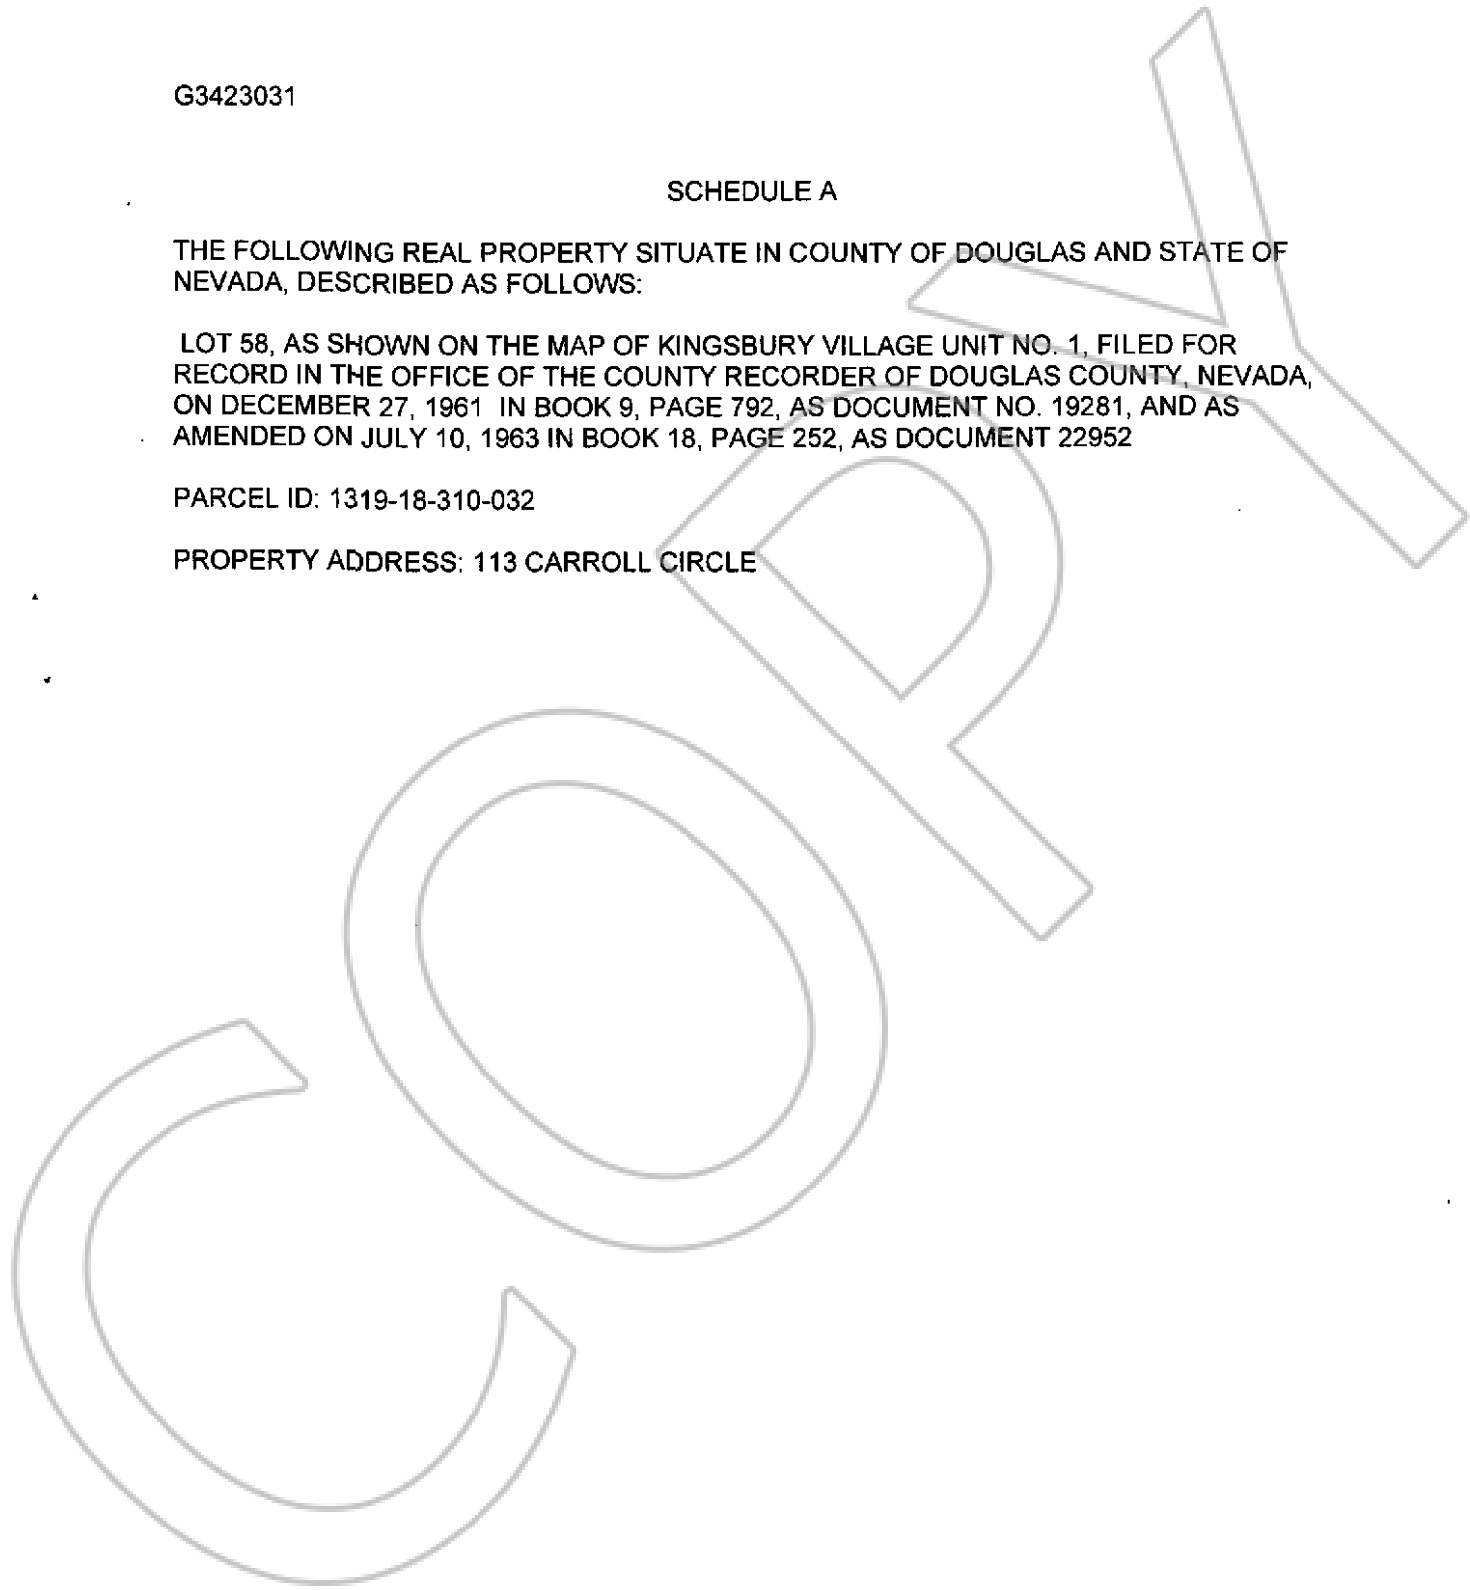 G3423031
SCHEDULE A
THE FOLLOWING REAL PROPERTY SITUATE IN COUNTY OF DOUGLAS AND STATE OF
NEVADA, DESCRIBED AS FOLLOWS:
LOT 58, AS SHOWN ON THE MAP OF KINGSBURY VILLAGE UNIT NO. 1, FILED FOR
RECORD IN THE OFFICE OF THE COUNTY RECORDER OF DOUGLAS COUNTY, NEVADA,
ON DECEMBER 27, 1961 IN BOOK 9, PAGE 792, AS DOCUMENT NO. 19281, AND AS
AMENDED ON JULY 10, 1963 IN BOOK 18, PAGE 252, AS DOCUMENT 22952
PARCEL ID: 1319-18-310-032
PROPERTY ADDRESS: 113 CARROLL CIRCLE
COPY